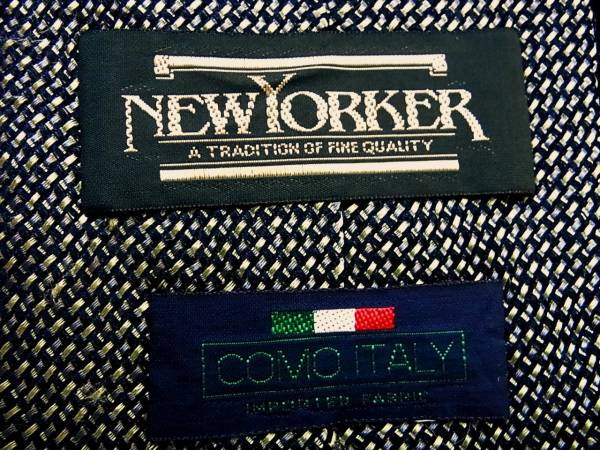 NEWYORKER
A TRADITION OF FINE QUALITY
COMO ITALY
IMPORTED FABRIC